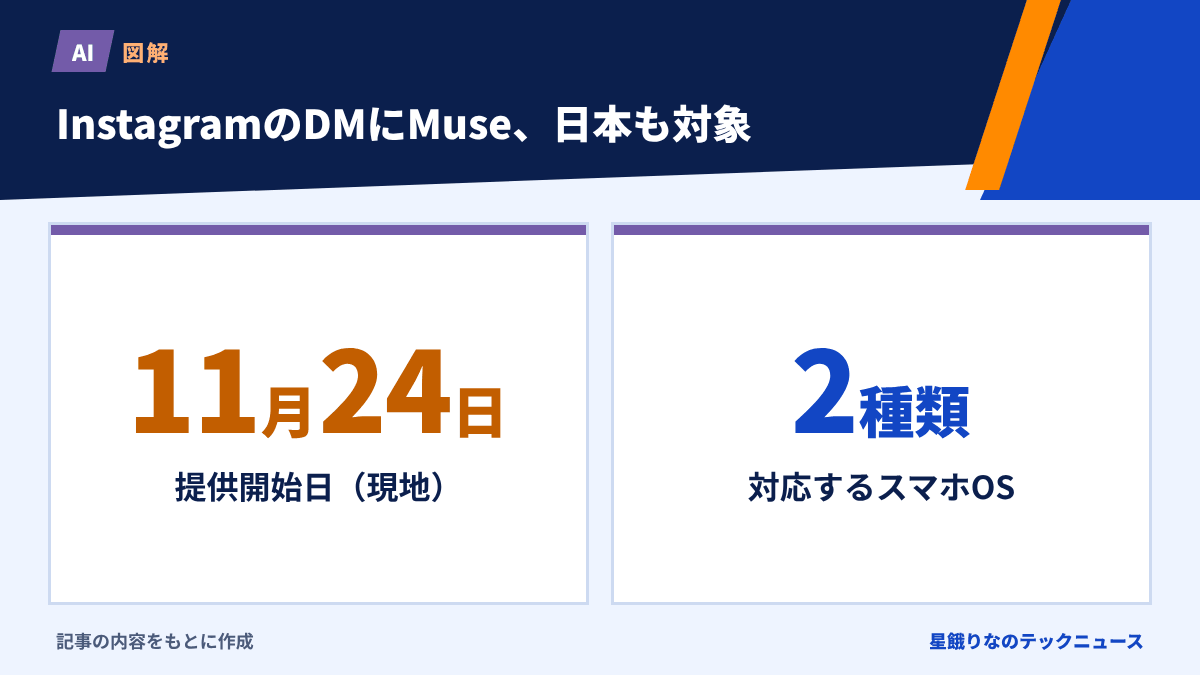 AI 図解
InstagramのDMにMuse、日本も対象
11月24日
提供開始日（現地）
2種類
対応するスマホOS
記事の内容をもとに作成
星餓りなのテックニュース